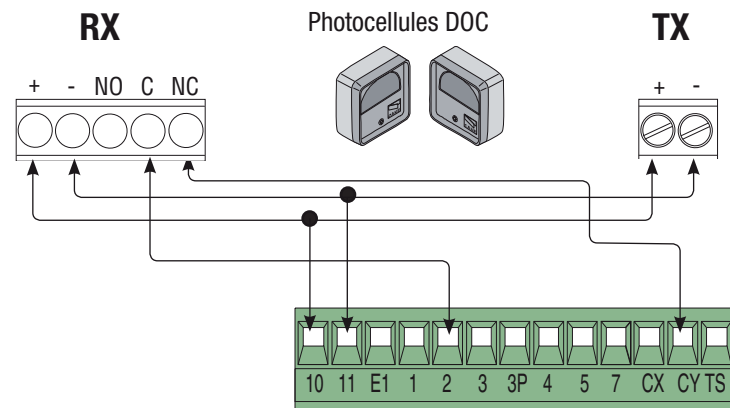 RX Photocellules DOC TX
+ - NO C NC + -
10 11 E1 1 2 3 3P 4 5 7 CX CY TS